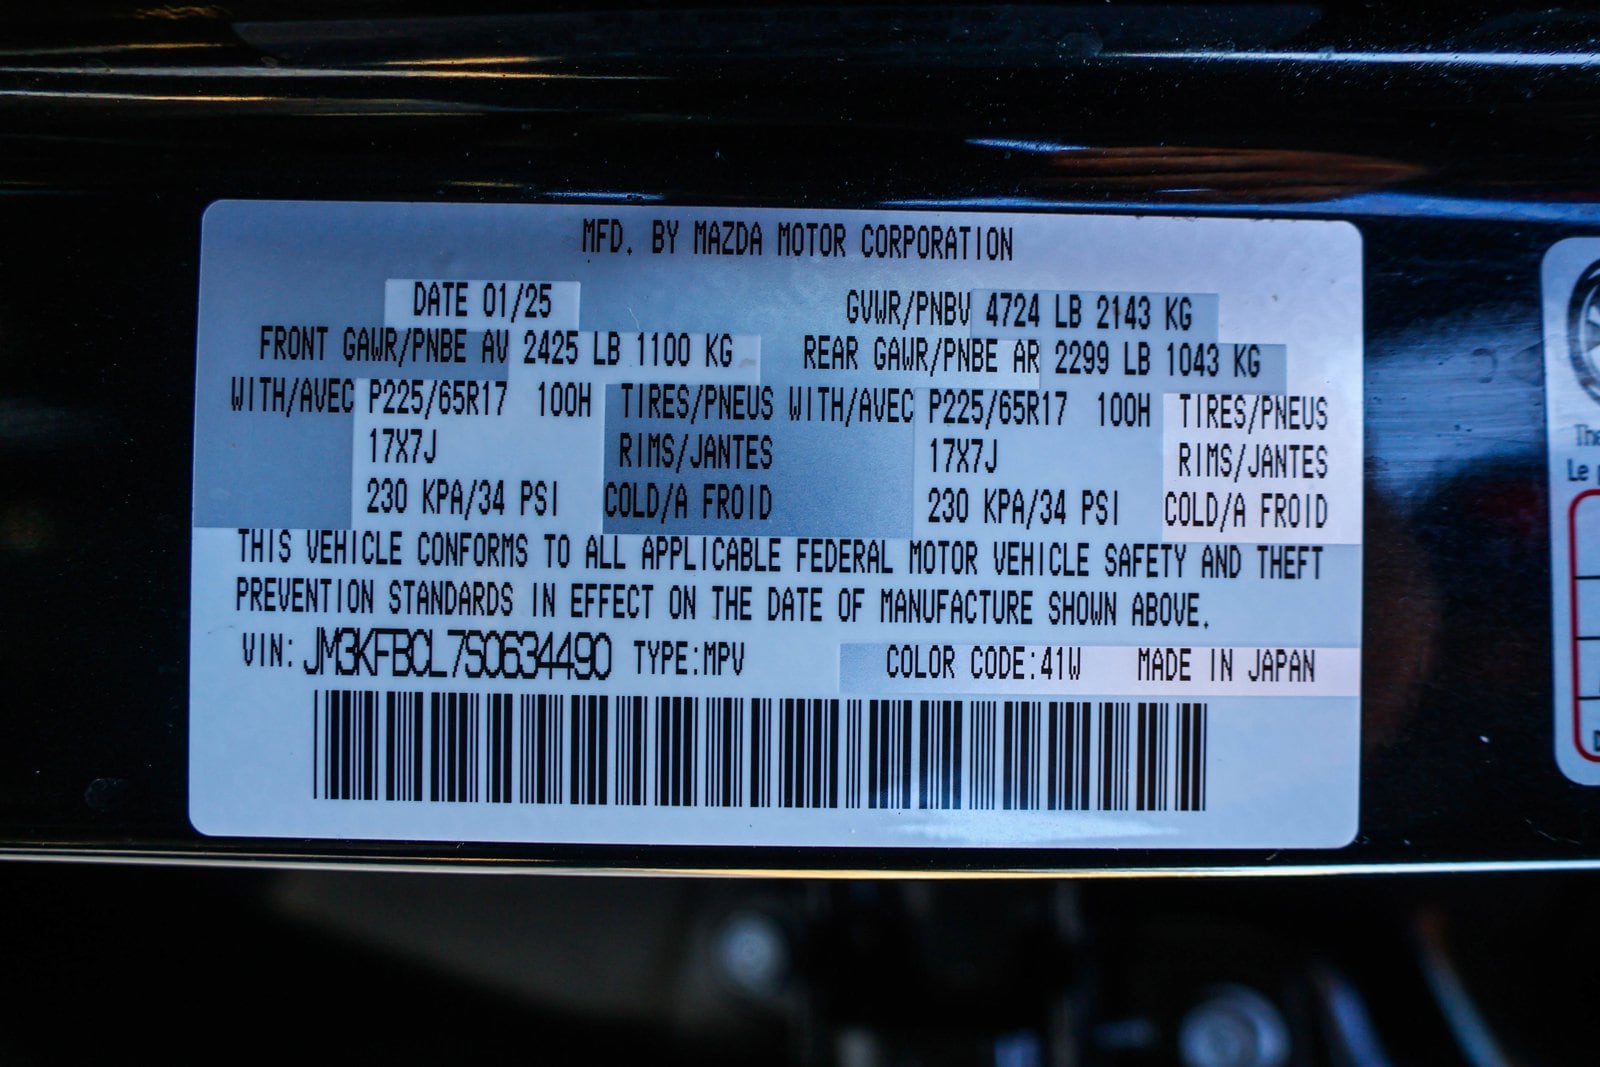 MFD. BY MAZDA MOTOR CORPORATION
DATE 01/25 GVWR/PNBV 4724 LB 2143 KG
FRONT GAWR/PNBE AV 2425 LB 1100 KG REAR GAWR/PNBE AR 2299 LB 1043 KG
WITH/AVEC P225/65R17 100H TIRES/PNEUS WITH/AVEC P225/65R17 100H TIRES/PNEUS
17X7J RIMS/JANTES 17X7J RIMS/JANTES
230 KPA/34 PSI COLD/A FROID 230 KPA/34 PSI COLD/A FROID
THIS VEHICLE CONFORMS TO ALL APPLICABLE FEDERAL MOTOR VEHICLE SAFETY AND THEFT
PREVENTION STANDARDS IN EFFECT ON THE DATE OF MANUFACTURE SHOWN ABOVE.
VIN: JM3KFBCL7S0634490 TYPE:MPV COLOR CODE:41W MADE IN JAPAN
Le